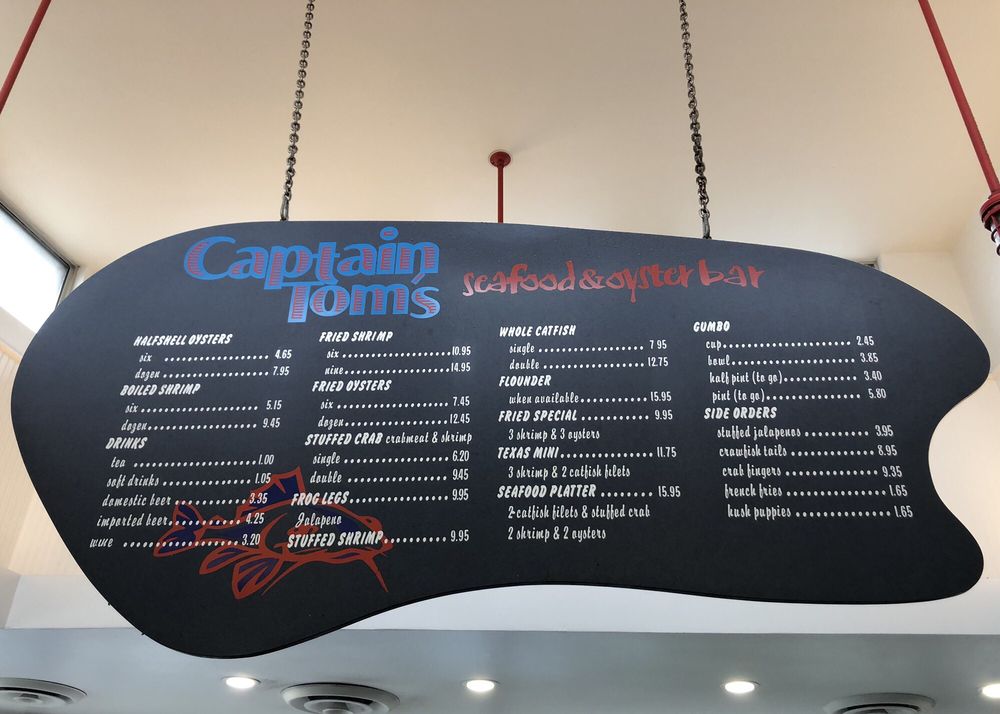 Captain
Tom's
seafood & oyster bar
HALFSHELL OYSTERS
six 4.65
dozen 7.95
BOILED SHRIMP
six 5.15
dozen 9.45
DRINKS
tea 1.00
soft drinks 1.05
domestic beer 3.35
imported beer 4.25
wine 3.20
FRIED SHRIMP
six 10.95
nine 14.95
FRIED OYSTERS
six 7.45
dozen 12.45
STUFFED CRAB crabmeat & shrimp
single 6.20
double 9.45
FROG LEGS 9.95
Jalapeno
STUFFED SHRIMP 9.95
WHOLE CATFISH
single 7.95
double 12.75
FLOUNDER
when available 15.95
FRIED SPECIAL 9.95
3 shrimp & 3 oysters
TEXAS MINI 11.75
3 shrimp & 2 catfish filets
SEAFOOD PLATTER 15.95
2-catfish filets & stuffed crab
2 shrimp & 2 oysters
GUMBO
cup 2.45
bowl 3.85
half pint (to go) 3.40
pint (to go) 5.80
SIDE ORDERS
stuffed jalapenos 3.95
crawfish tails 8.95
crab fingers 9.35
french fries 1.65
hush puppies 1.65